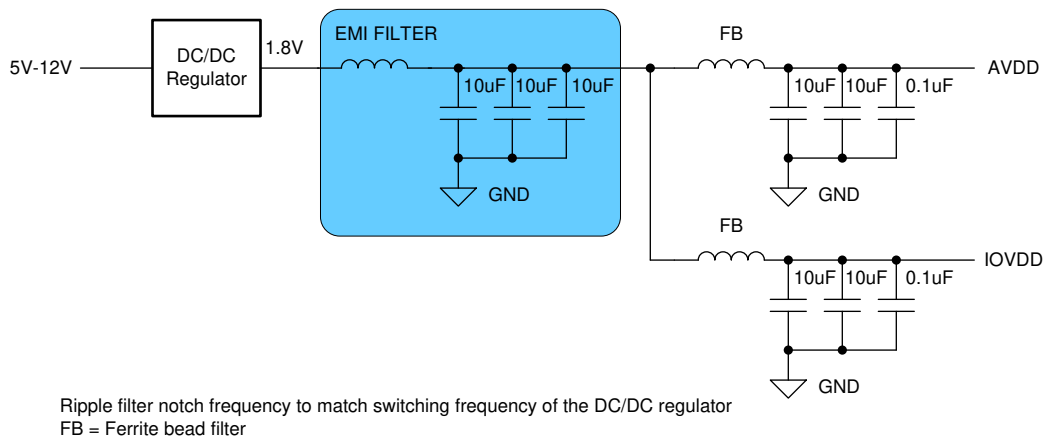 5V-12V
DC/DC
Regulator
1.8V
EMI FILTER
10uF
10uF
10uF
GND
FB
10uF
10uF
0.1uF
AVDD
GND
FB
10uF
10uF
0.1uF
IOVDD
GND
Ripple filter notch frequency to match switching frequency of the DC/DC regulator
FB = Ferrite bead filter